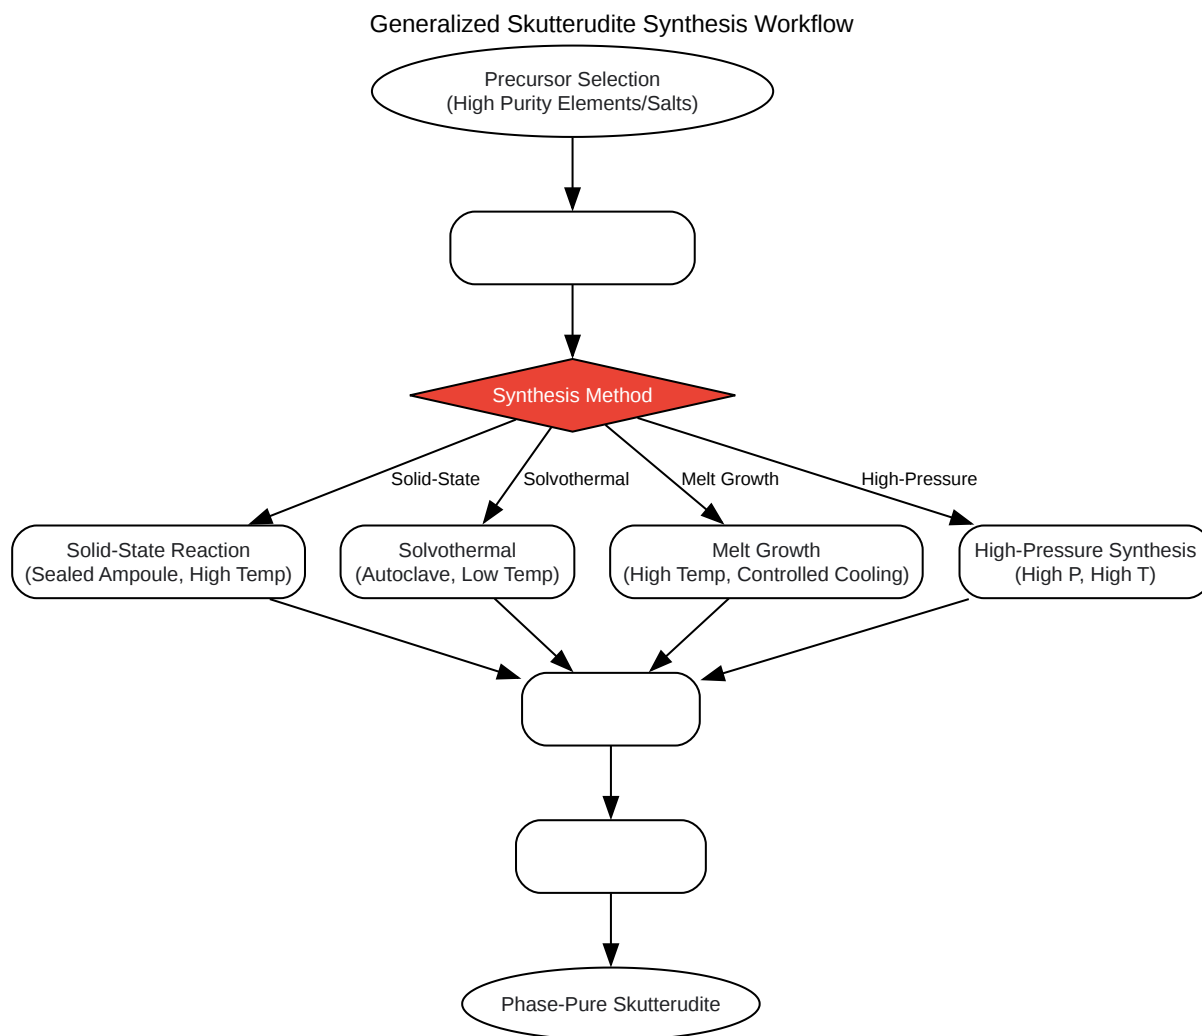 Generalized Skutterudite Synthesis Workflow
Precursor Selection
(High Purity Elements/Salts)
Synthesis Method
Solid-State
Solvothermal
Melt Growth
High-Pressure
Solid-State Reaction
(Sealed Ampoule, High Temp)
Solvothermal
(Autoclave, Low Temp)
Melt Growth
(High Temp, Controlled Cooling)
High-Pressure Synthesis
(High P, High T)
Phase-Pure Skutterudite